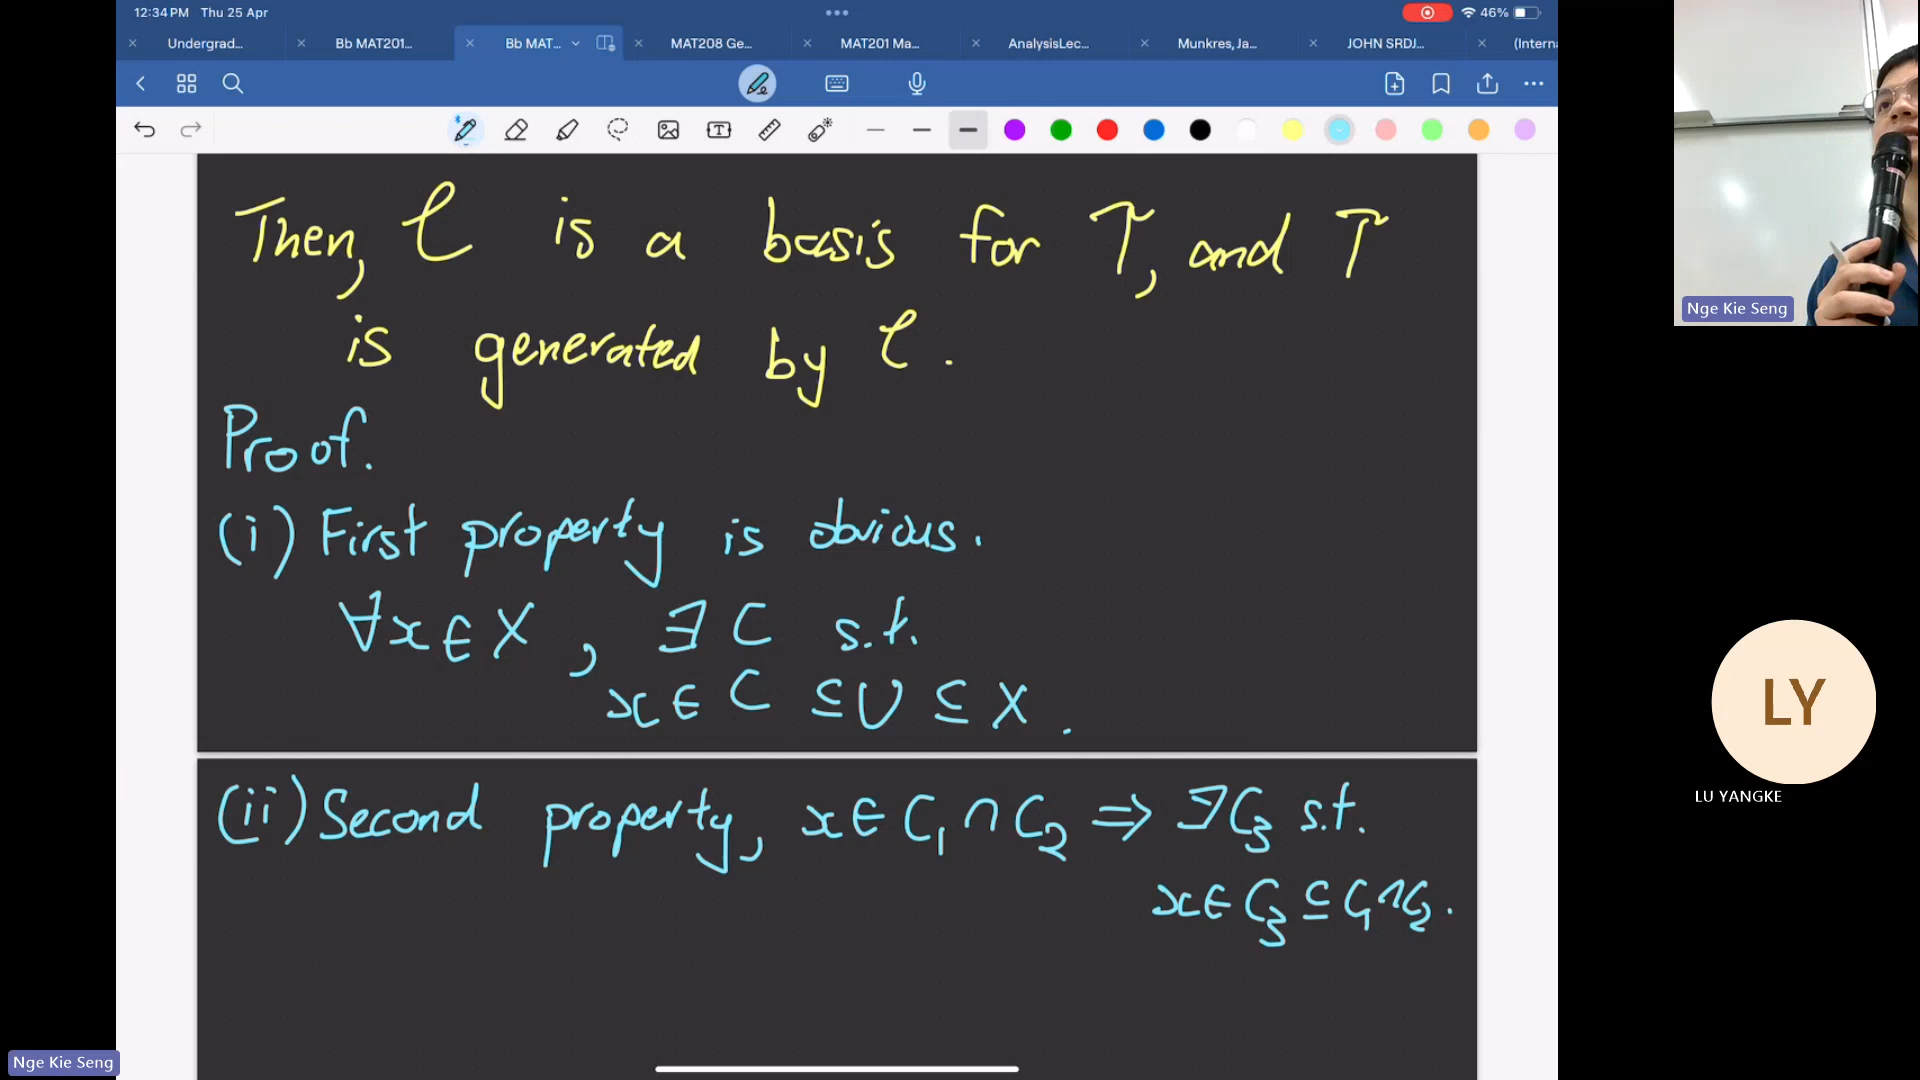 12:34 PM Thu 25 Apr
46%
Undergrad...
Bb MAT201...
Bb MAT...
MAT208 Ge...
MAT201 Ma...
AnalysisLec...
Munkres, Ja...
JOHN SRDJ...
(Intern
Then, 𝒞 is a basis for 𝒯, and 𝒯
is generated by 𝒞.
Proof.
(i) First property is obvious.
∀x∈X, ∃ C s.t.
x∈ C ⊆ U ⊆ X.
(ii) Second property, x∈C₁∩C₂ ⇒ ∃C₃ s.t.
x∈C₃ ⊆ C₁∩C₂.
Nge Kie Seng
LY
LU YANGKE
Nge Kie Seng